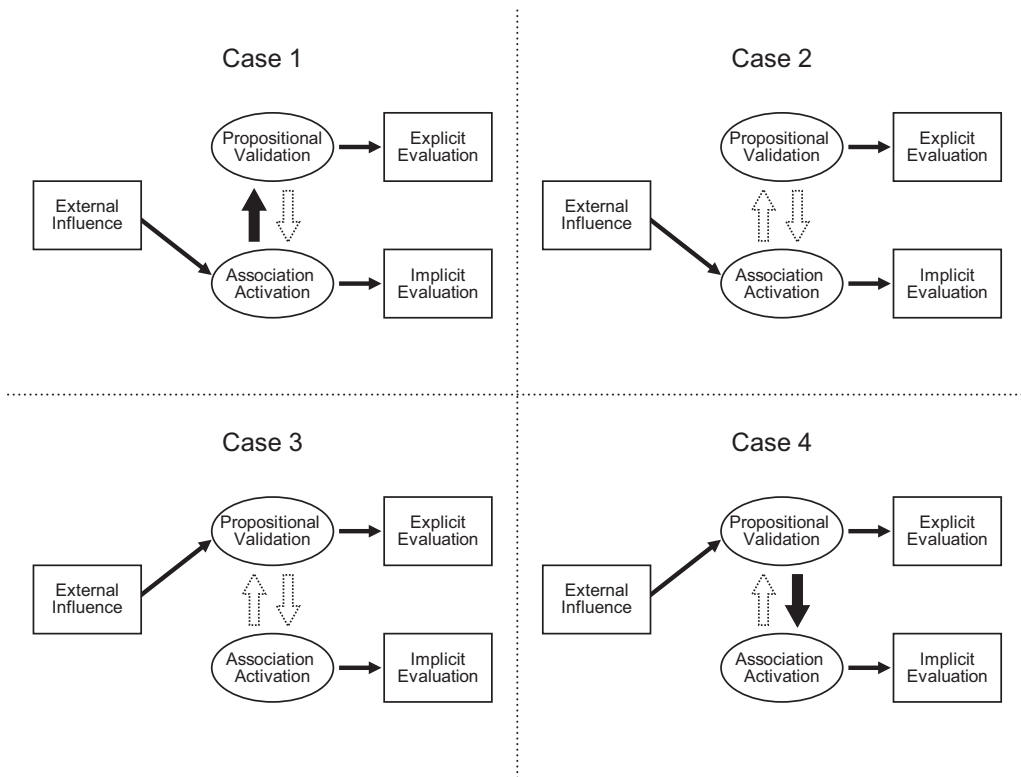 Case 1
Propositional
Validation
Explicit
Evaluation
External
Influence
Association
Activation
Implicit
Evaluation
Case 2
Propositional
Validation
Explicit
Evaluation
External
Influence
Association
Activation
Implicit
Evaluation
Case 3
Propositional
Validation
Explicit
Evaluation
External
Influence
Association
Activation
Implicit
Evaluation
Case 4
Propositional
Validation
Explicit
Evaluation
External
Influence
Association
Activation
Implicit
Evaluation